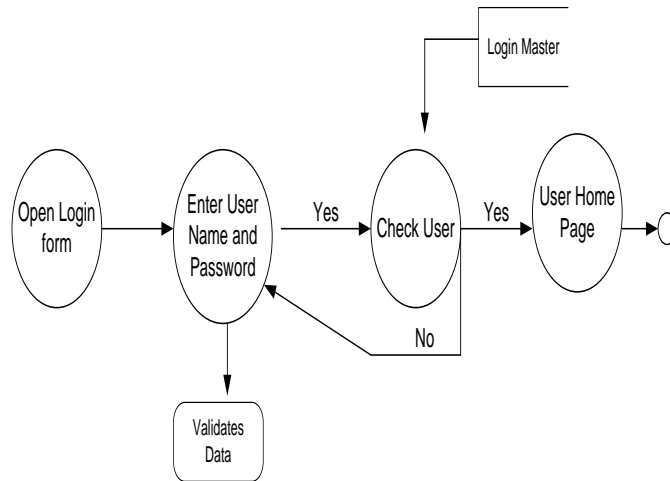 Login Master
Open Login
form
Enter User
Name and
Password
Yes
Check User
Yes
User Home
Page
No
Validates
Data